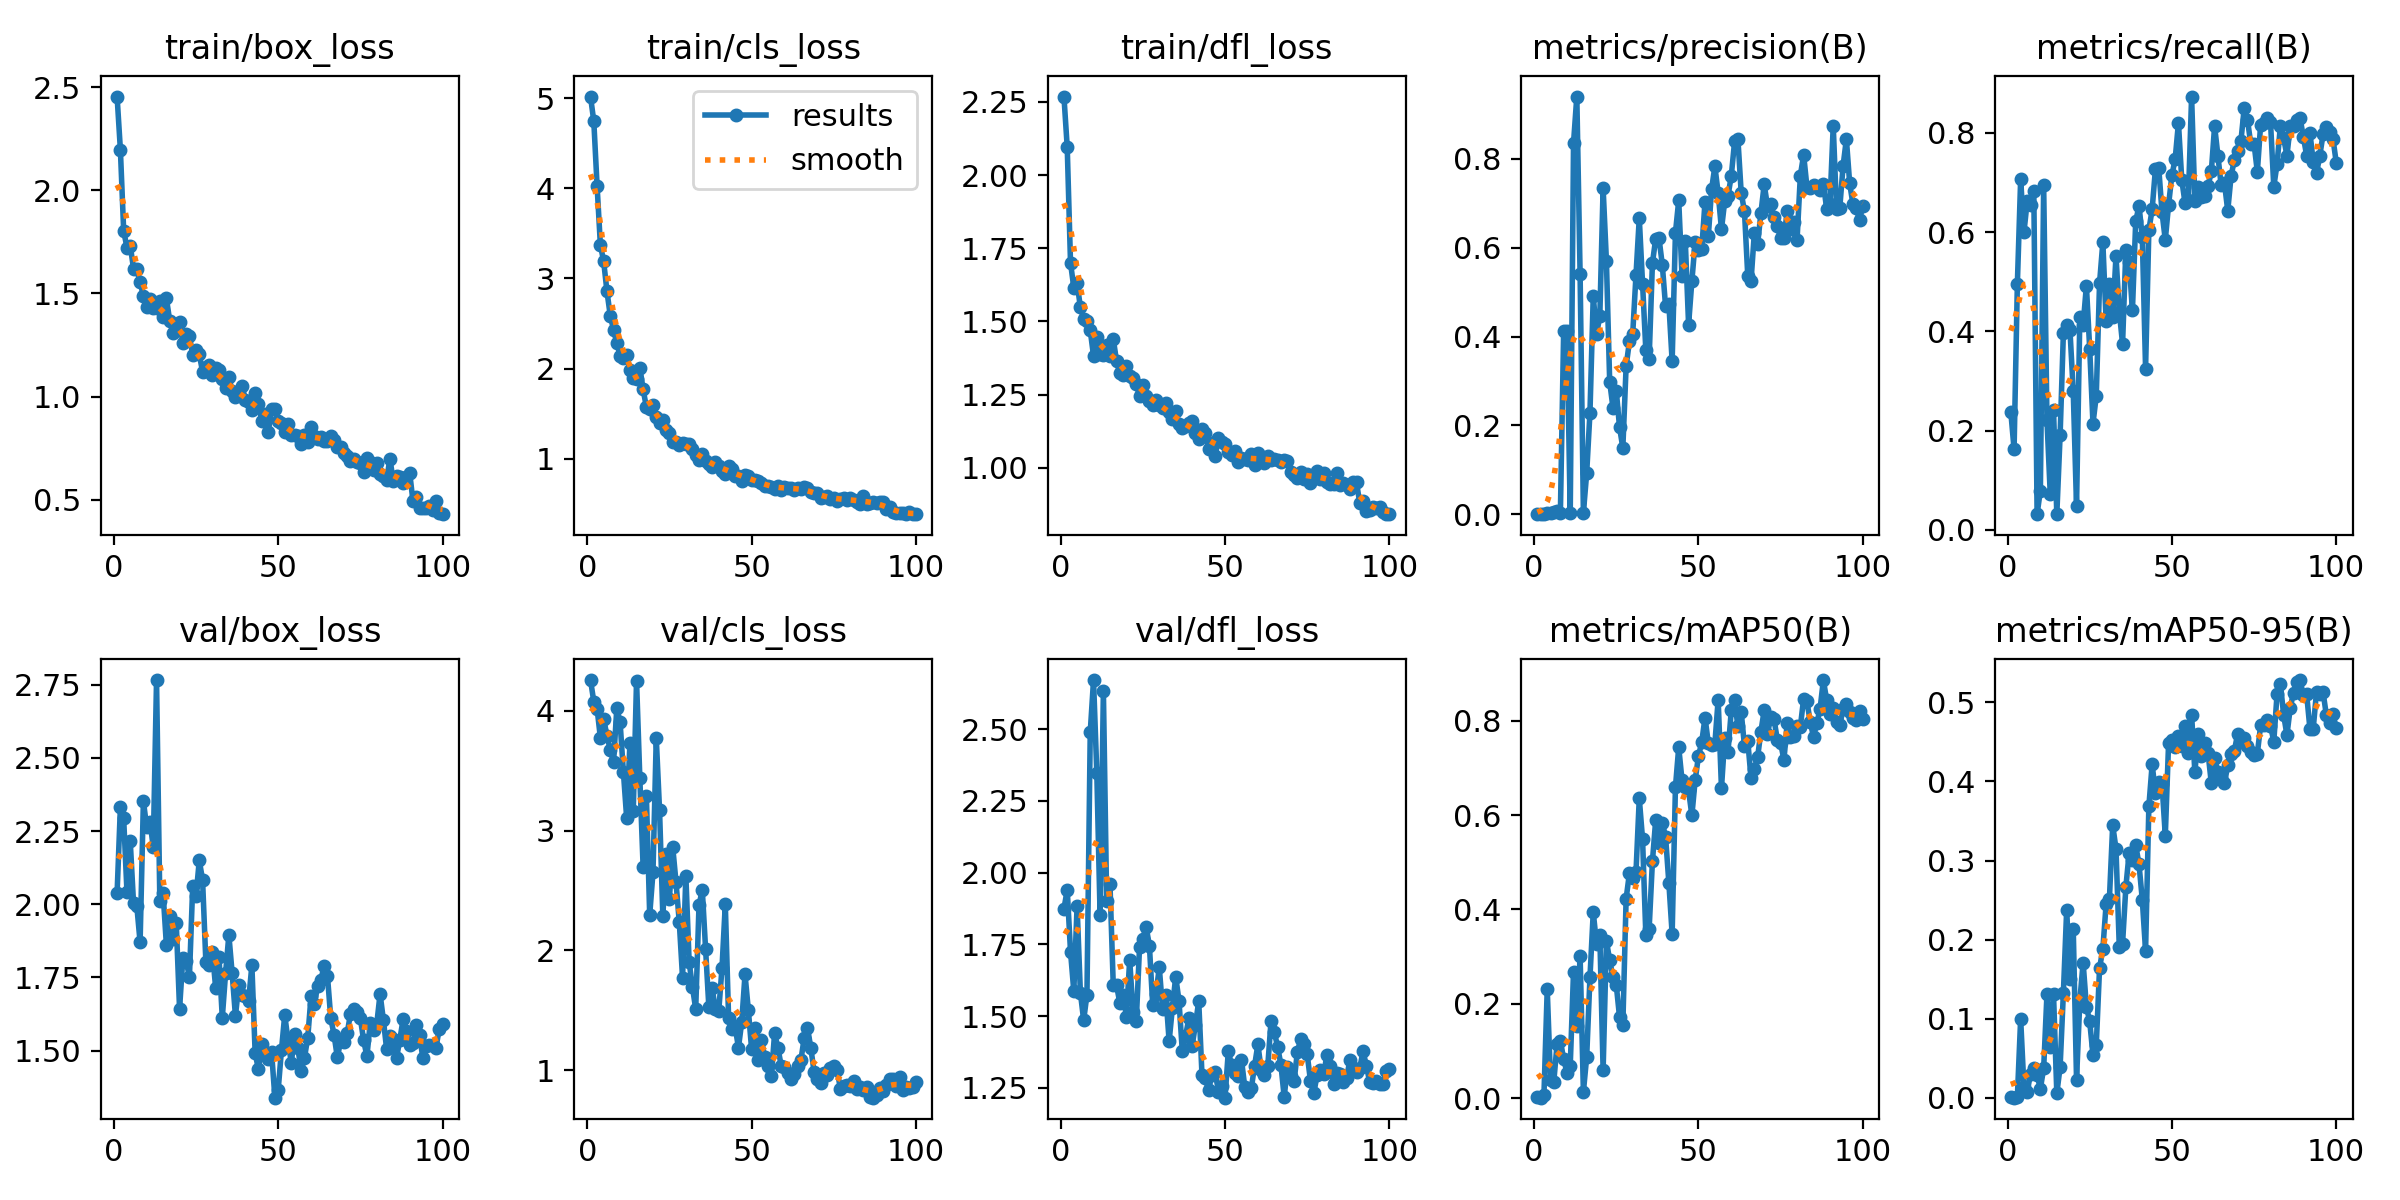 train/box_loss
train/cls_loss
train/dfl_loss
metrics/precision(B)
metrics/recall(B)
2.5
2.0
1.5
1.0
0.5
0 50 100
5
4
3
2
1
0 50 100
results
smooth
2.25
2.00
1.75
1.50
1.25
1.00
0 50 100
0.8
0.6
0.4
0.2
0.0
0 50 100
0.8
0.6
0.4
0.2
0.0
0 50 100
val/box_loss
val/cls_loss
val/dfl_loss
metrics/mAP50(B)
metrics/mAP50-95(B)
2.75
2.50
2.25
2.00
1.75
1.50
0 50 100
4
3
2
1
0 50 100
2.50
2.25
2.00
1.75
1.50
1.25
0 50 100
0.8
0.6
0.4
0.2
0.0
0 50 100
0.5
0.4
0.3
0.2
0.1
0.0
0 50 100